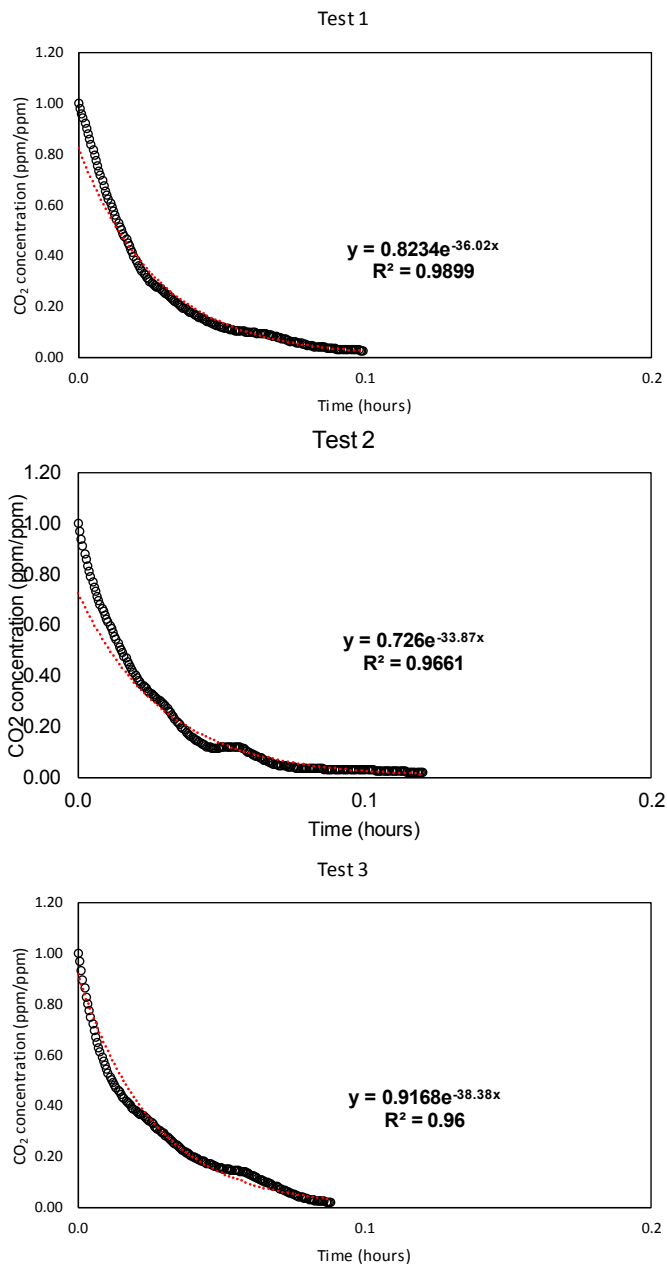 Test 1
1.20
1.00
0.80
0.60
0.40
0.20
0.00
CO₂ concentration (ppm/ppm)
y = 0.8234e⁻³⁶·⁰²ˣ
R² = 0.9899
0.0 0.1 0.2
Time (hours)
Test 2
1.20
1.00
0.80
0.60
0.40
0.20
0.00
CO2 concentration (ppm/ppm)
y = 0.726e⁻³³·⁸⁷ˣ
R² = 0.9661
0.0 0.1 0.2
Time (hours)
Test 3
1.20
1.00
0.80
0.60
0.40
0.20
0.00
CO₂ concentration (ppm/ppm)
y = 0.9168e⁻³⁸·³⁸ˣ
R² = 0.96
0.0 0.1 0.2
Time (hours)